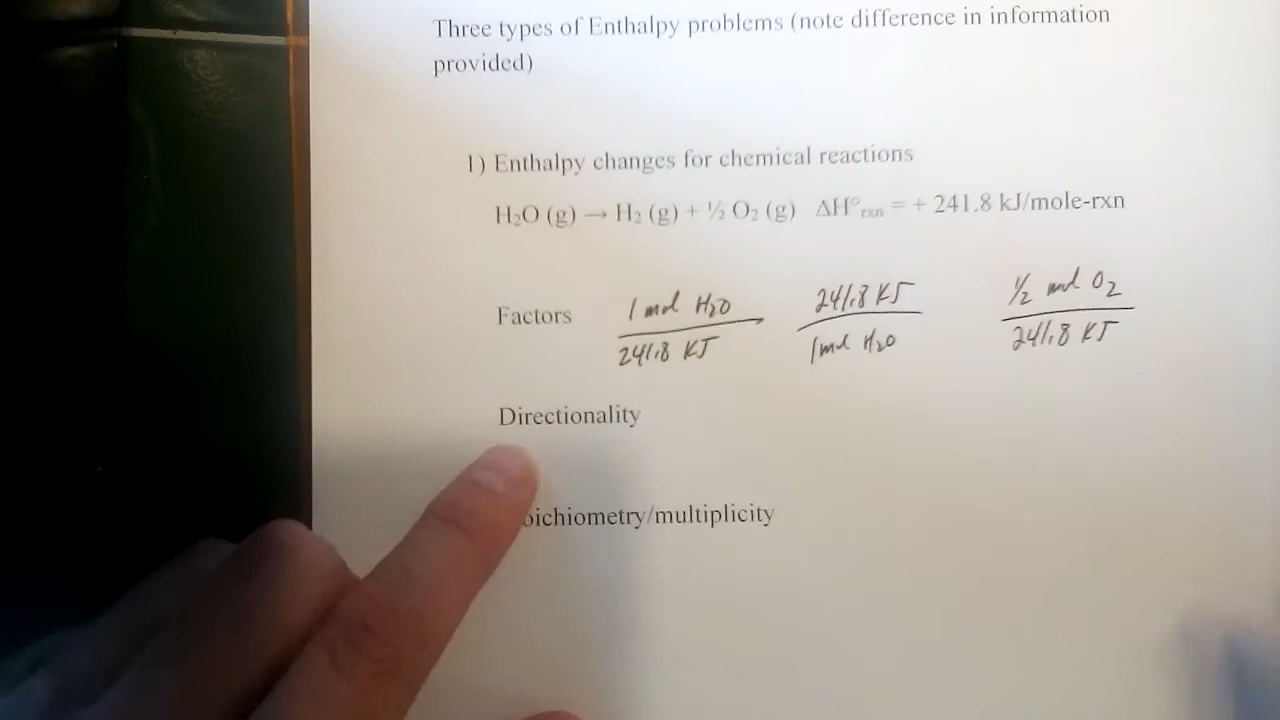 Three types of Enthalpy problems (note difference in information
provided)
1) Enthalpy changes for chemical reactions
H₂O (g) → H₂ (g) + ½ O₂ (g) ΔH°rxn = + 241.8 kJ/mole-rxn
Factors 1 mol H₂O / 241.8 KJ 241.8 KJ / 1 mol H₂O ½ mol O₂ / 241.8 KJ
Directionality
oichiometry/multiplicity